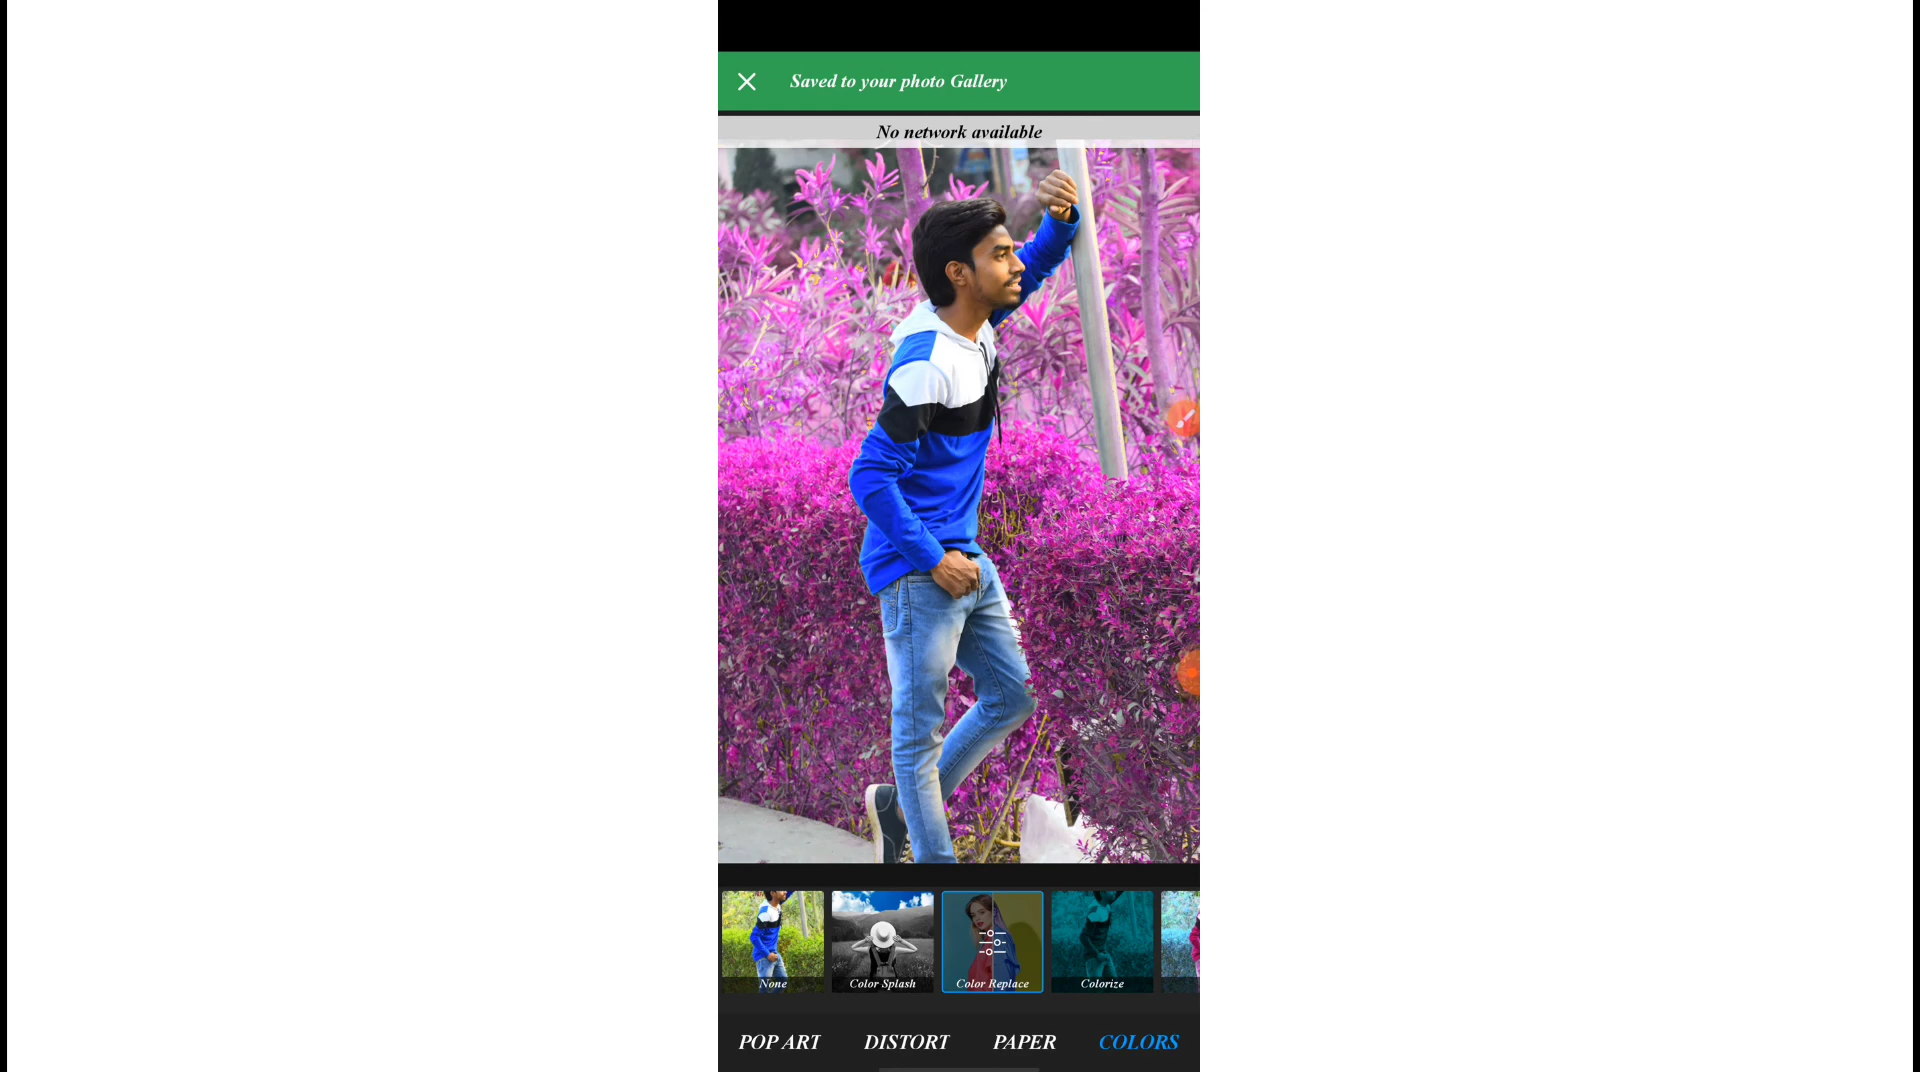 Saved to your photo Gallery
No network available
None
Color Splash
Color Replace
Colorize
POP ART
DISTORT
PAPER
COLORS